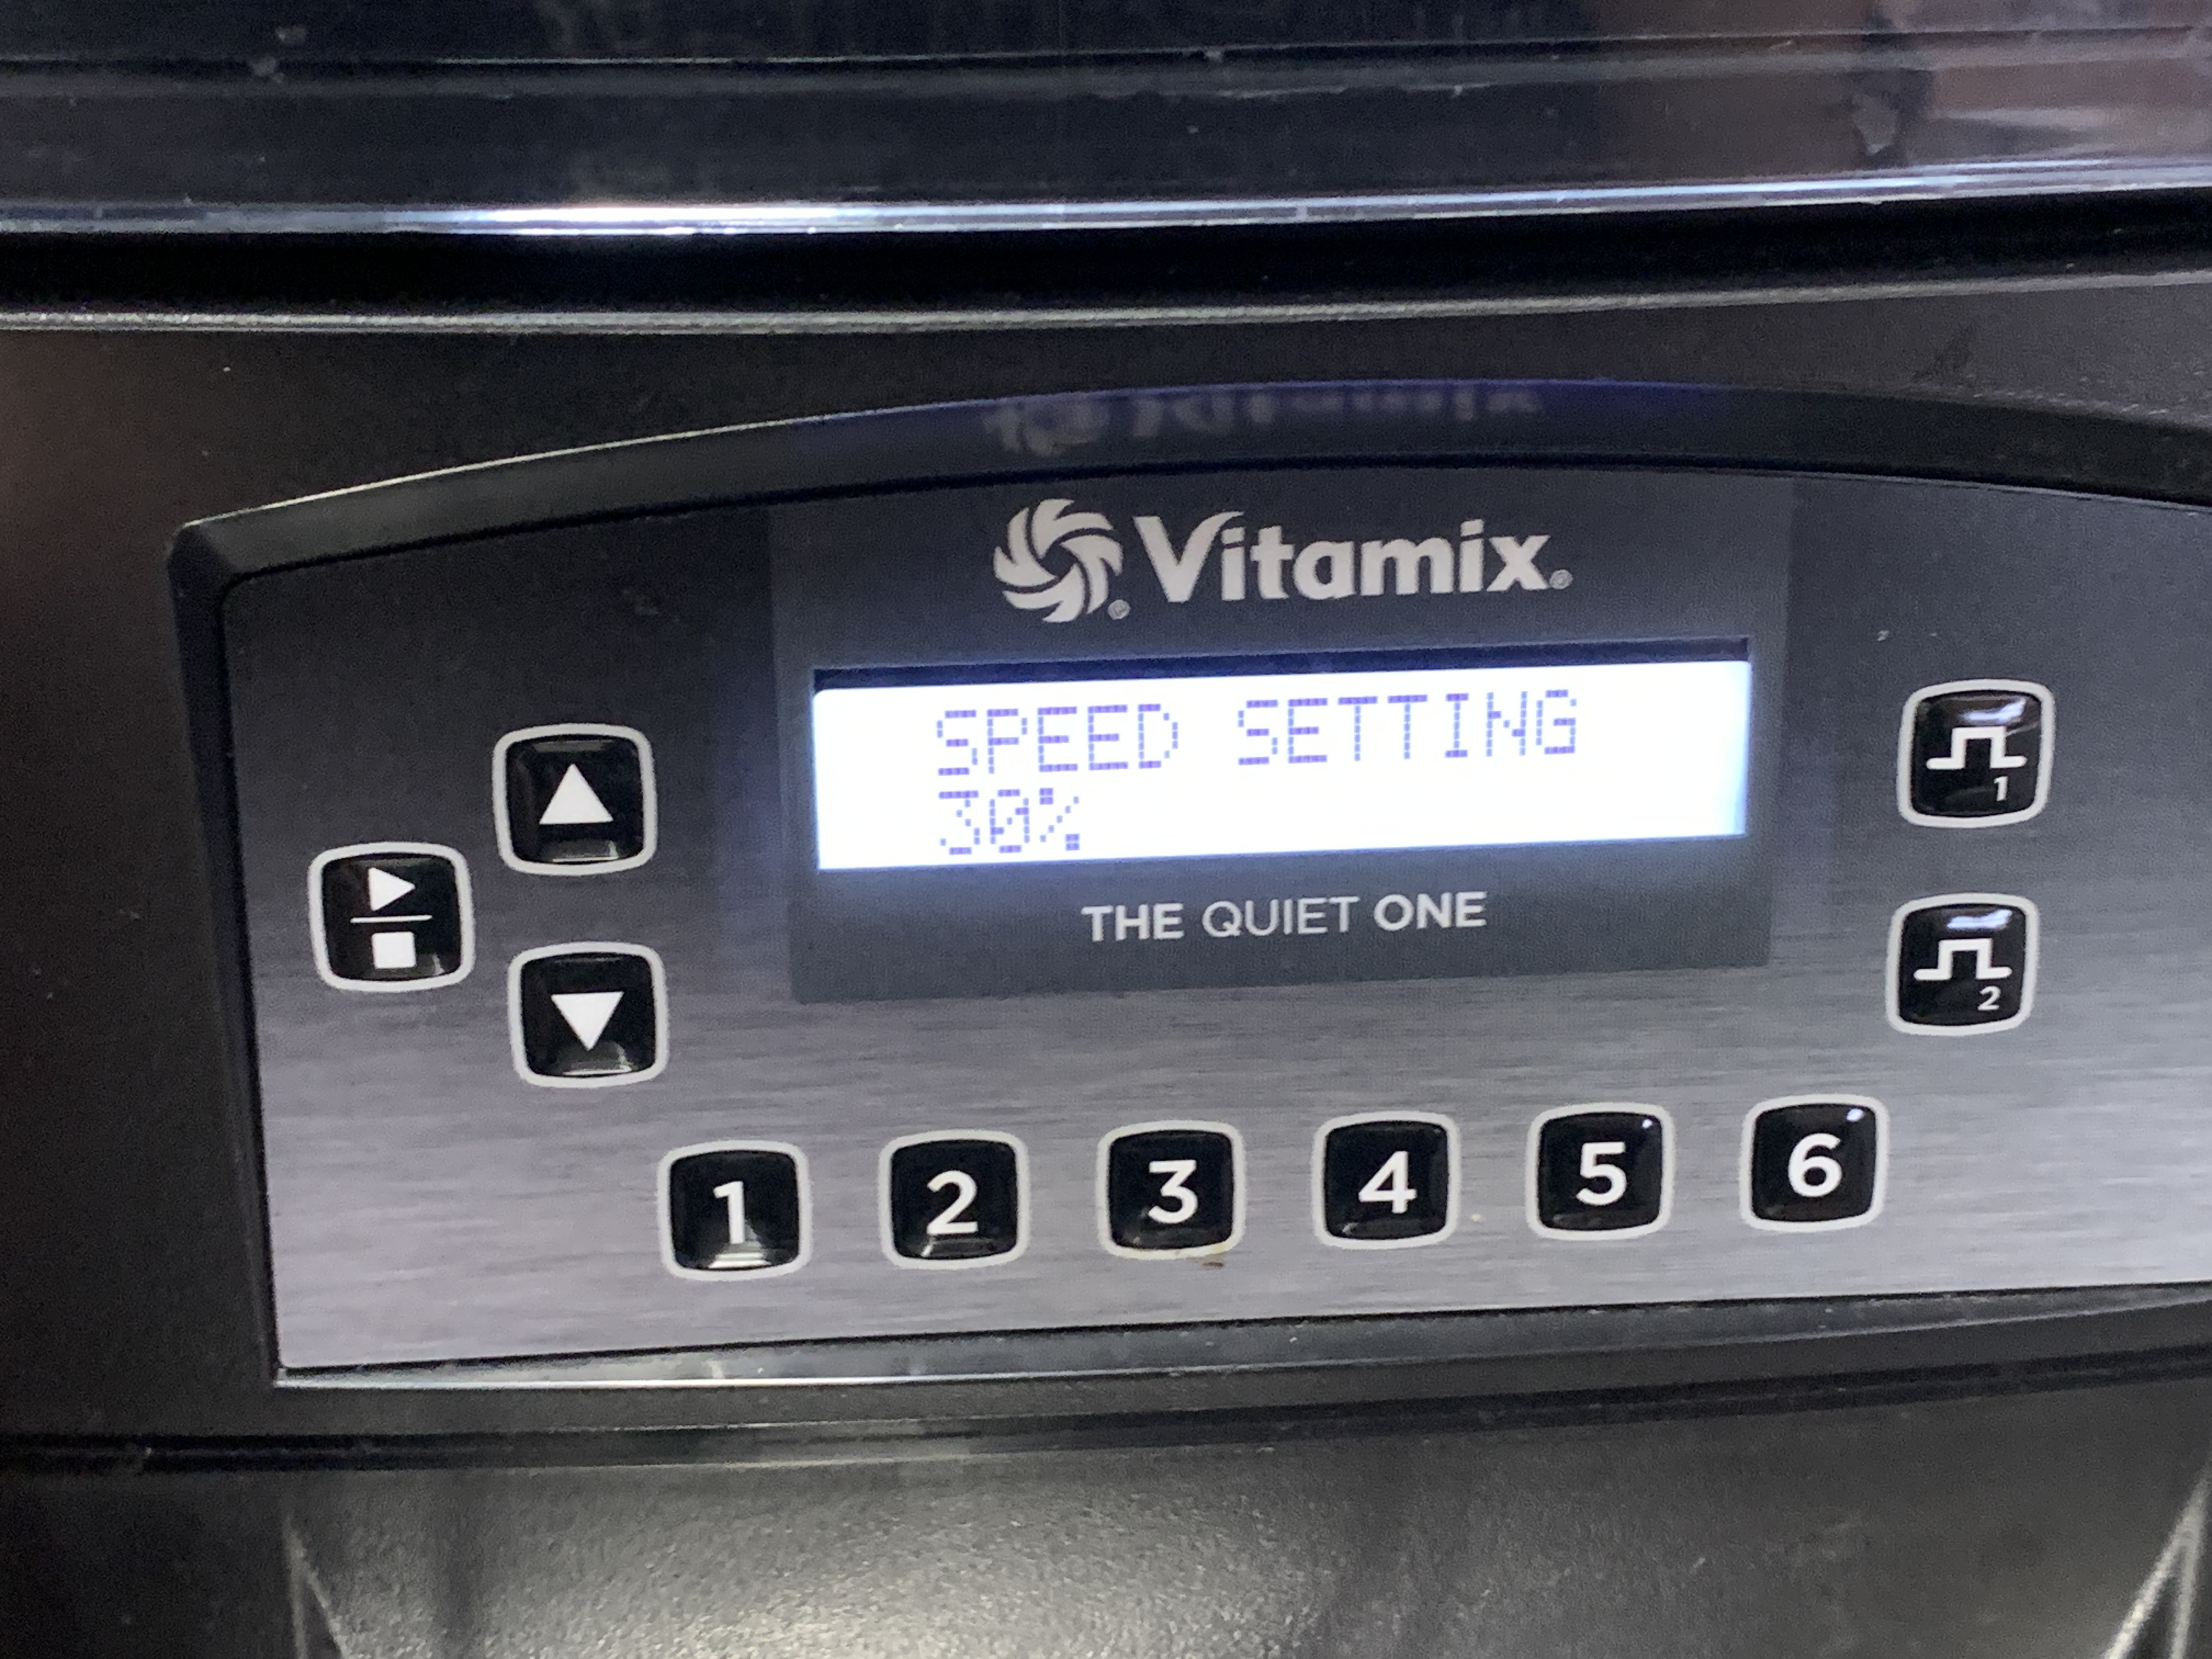 Vitamix®
SPEED SETTING
30%
THE QUIET ONE
1
2
1 2 3 4 5 6